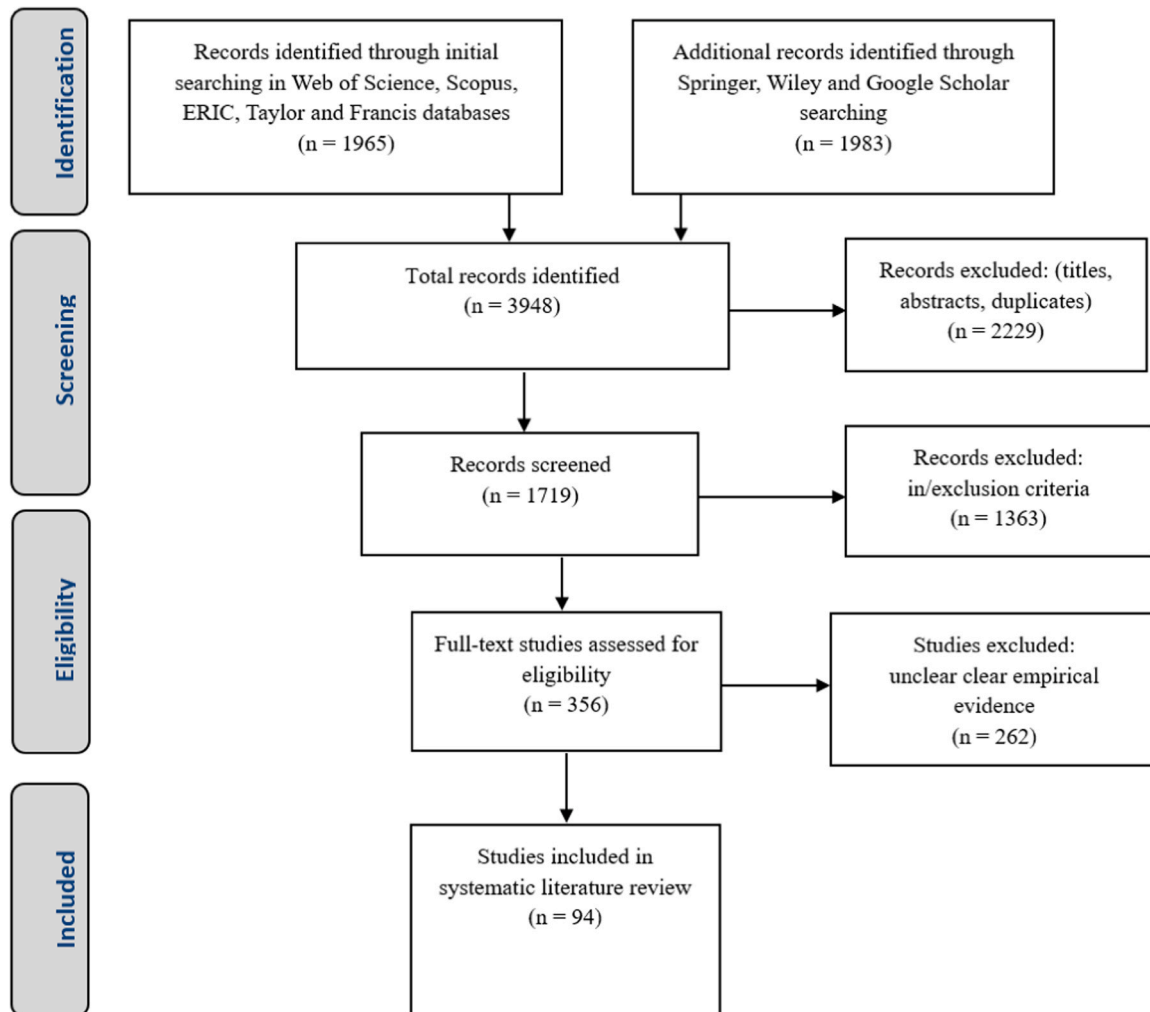 Identification
Records identified through initial
searching in Web of Science, Scopus,
ERIC, Taylor and Francis databases
(n = 1965)
Additional records identified through
Springer, Wiley and Google Scholar
searching
(n = 1983)
Screening
Total records identified
(n = 3948)
Records excluded: (titles,
abstracts, duplicates)
(n = 2229)
Records screened
(n = 1719)
Records excluded:
in/exclusion criteria
(n = 1363)
Eligibility
Full-text studies assessed for
eligibility
(n = 356)
Studies excluded:
unclear clear empirical
evidence
(n = 262)
Included
Studies included in
systematic literature review
(n = 94)